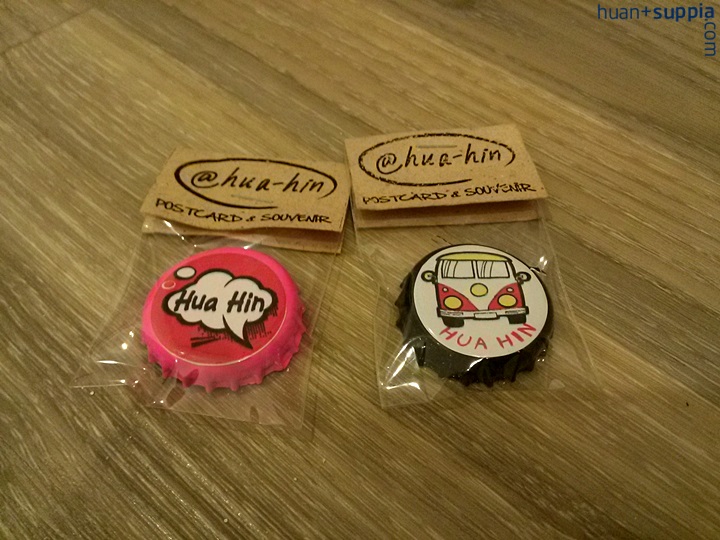 huan+suppia
.com
@hua-hin
POSTCARD & SOUVENIR
@hua-hin
POSTCARD & SOUVENIR
Hua Hin
HUA HIN